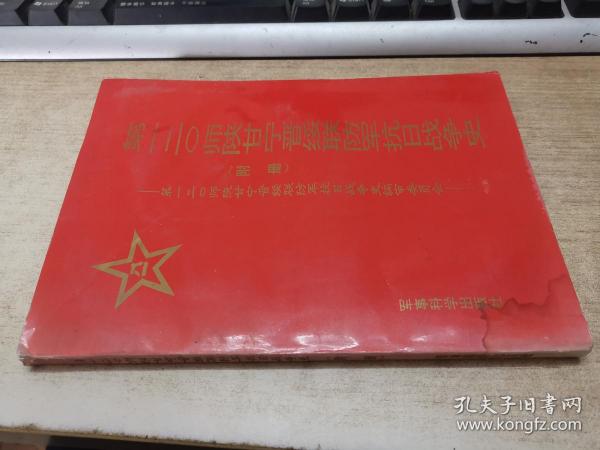 第一二〇师陕甘宁晋绥联防军抗日战争史
（附册）
——第一二〇师陕甘宁晋绥联防军抗日战争史编审委员会——
八一
军事科学出版社
孔夫子旧书网
www.kongfz.com